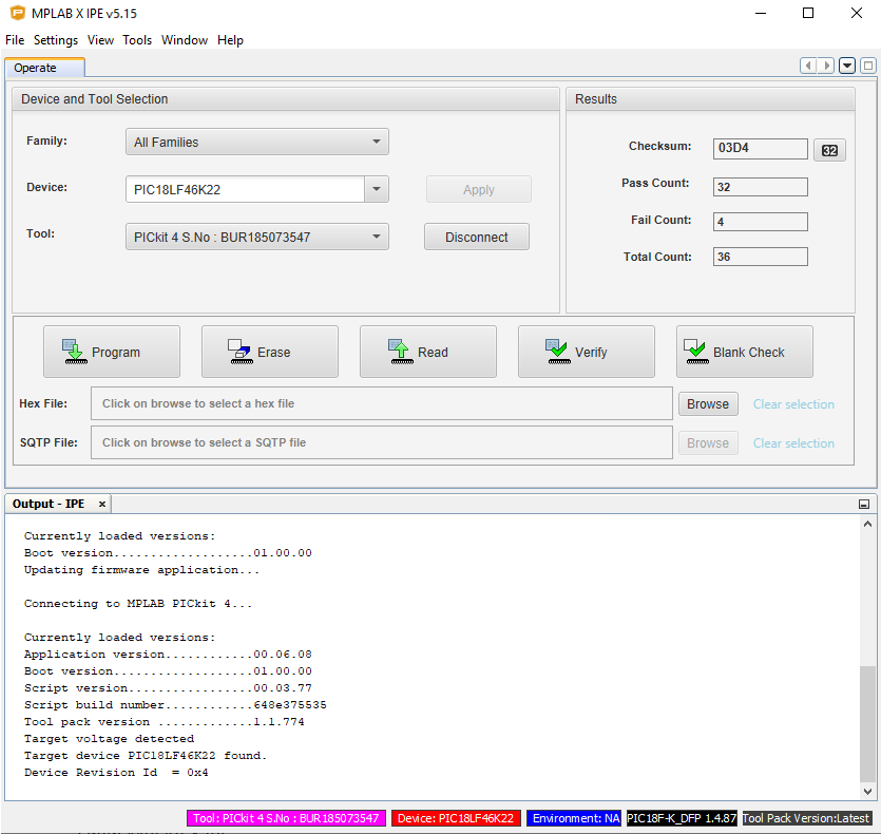 MPLAB X IPE v5.15
File Settings View Tools Window Help
Operate
Device and Tool Selection
Results
Family:
All Families
Checksum:
03D4
32
Device:
PIC18LF46K22
Apply
Pass Count:
32
Tool:
PICkit 4 S.No : BUR185073547
Disconnect
Fail Count:
4
Total Count:
36
Program
Erase
Read
Verify
Blank Check
Hex File:
Click on browse to select a hex file
Browse
Clear selection
SQTP File:
Click on browse to select a SQTP file
Browse
Clear selection
Output - IPE x
Currently loaded versions:
Boot version...................01.00.00
Updating firmware application...
Connecting to MPLAB PICkit 4...
Currently loaded versions:
Application version............00.06.08
Boot version...................01.00.00
Script version.................00.03.77
Script build number............648e375535
Tool pack version .............1.1.774
Target voltage detected
Target device PIC18LF46K22 found.
Device Revision Id  = 0x4
Tool: PICkit 4 S.No : BUR185073547
Device: PIC18LF46K22
Environment: NA
PIC18F-K_DFP 1.4.87
Tool Pack Version:Latest